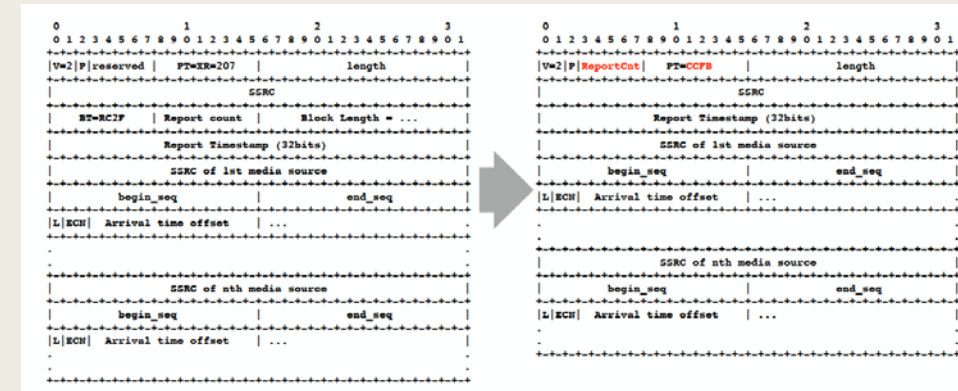 0 1 2 3
0 1 2 3 4 5 6 7 8 9 0 1 2 3 4 5 6 7 8 9 0 1 2 3 4 5 6 7 8 9 0 1
+-+-+-+-+-+-+-+-+-+-+-+-+-+-+-+-+-+-+-+-+-+-+-+-+-+-+-+-+-+-+-+-+
|V=2|P|reserved | PT=XR=207 | length |
+-+-+-+-+-+-+-+-+-+-+-+-+-+-+-+-+-+-+-+-+-+-+-+-+-+-+-+-+-+-+-+-+
| SSRC |
+-+-+-+-+-+-+-+-+-+-+-+-+-+-+-+-+-+-+-+-+-+-+-+-+-+-+-+-+-+-+-+-+
| BT=RC2F | Report count | Block Length = ... |
+-+-+-+-+-+-+-+-+-+-+-+-+-+-+-+-+-+-+-+-+-+-+-+-+-+-+-+-+-+-+-+-+
| Report Timestamp (32bits) |
+-+-+-+-+-+-+-+-+-+-+-+-+-+-+-+-+-+-+-+-+-+-+-+-+-+-+-+-+-+-+-+-+
| SSRC of 1st media source |
+-+-+-+-+-+-+-+-+-+-+-+-+-+-+-+-+-+-+-+-+-+-+-+-+-+-+-+-+-+-+-+-+
| begin_seq | end_seq |
+-+-+-+-+-+-+-+-+-+-+-+-+-+-+-+-+-+-+-+-+-+-+-+-+-+-+-+-+-+-+-+-+
|L|ECN| Arrival time offset | ... .
+-+-+-+-+-+-+-+-+-+-+-+-+-+-+-+-+-+-+-+-+-+-+-+-+-+-+-+-+-+-+-+-+
. .
. .
+-+-+-+-+-+-+-+-+-+-+-+-+-+-+-+-+-+-+-+-+-+-+-+-+-+-+-+-+-+-+-+-+
| SSRC of nth media source |
+-+-+-+-+-+-+-+-+-+-+-+-+-+-+-+-+-+-+-+-+-+-+-+-+-+-+-+-+-+-+-+-+
| begin_seq | end_seq |
+-+-+-+-+-+-+-+-+-+-+-+-+-+-+-+-+-+-+-+-+-+-+-+-+-+-+-+-+-+-+-+-+
|L|ECN| Arrival time offset | ... |
. .
. .
+-+-+-+-+-+-+-+-+-+-+-+-+-+-+-+-+-+-+-+-+-+-+-+-+-+-+-+-+-+-+-+-+
0 1 2 3
0 1 2 3 4 5 6 7 8 9 0 1 2 3 4 5 6 7 8 9 0 1 2 3 4 5 6 7 8 9 0 1
+-+-+-+-+-+-+-+-+-+-+-+-+-+-+-+-+-+-+-+-+-+-+-+-+-+-+-+-+-+-+-+-+
|V=2|P|ReportCnt| PT=CCFB | length |
+-+-+-+-+-+-+-+-+-+-+-+-+-+-+-+-+-+-+-+-+-+-+-+-+-+-+-+-+-+-+-+-+
| SSRC |
+-+-+-+-+-+-+-+-+-+-+-+-+-+-+-+-+-+-+-+-+-+-+-+-+-+-+-+-+-+-+-+-+
| Report Timestamp (32bits) |
+-+-+-+-+-+-+-+-+-+-+-+-+-+-+-+-+-+-+-+-+-+-+-+-+-+-+-+-+-+-+-+-+
| SSRC of 1st media source |
+-+-+-+-+-+-+-+-+-+-+-+-+-+-+-+-+-+-+-+-+-+-+-+-+-+-+-+-+-+-+-+-+
| begin_seq | end_seq |
+-+-+-+-+-+-+-+-+-+-+-+-+-+-+-+-+-+-+-+-+-+-+-+-+-+-+-+-+-+-+-+-+
|L|ECN| Arrival time offset | ... .
. .
. .
+-+-+-+-+-+-+-+-+-+-+-+-+-+-+-+-+-+-+-+-+-+-+-+-+-+-+-+-+-+-+-+-+
| SSRC of nth media source |
+-+-+-+-+-+-+-+-+-+-+-+-+-+-+-+-+-+-+-+-+-+-+-+-+-+-+-+-+-+-+-+-+
| begin_seq | end_seq |
+-+-+-+-+-+-+-+-+-+-+-+-+-+-+-+-+-+-+-+-+-+-+-+-+-+-+-+-+-+-+-+-+
|L|ECN| Arrival time offset | ... |
. .
. .
+-+-+-+-+-+-+-+-+-+-+-+-+-+-+-+-+-+-+-+-+-+-+-+-+-+-+-+-+-+-+-+-+